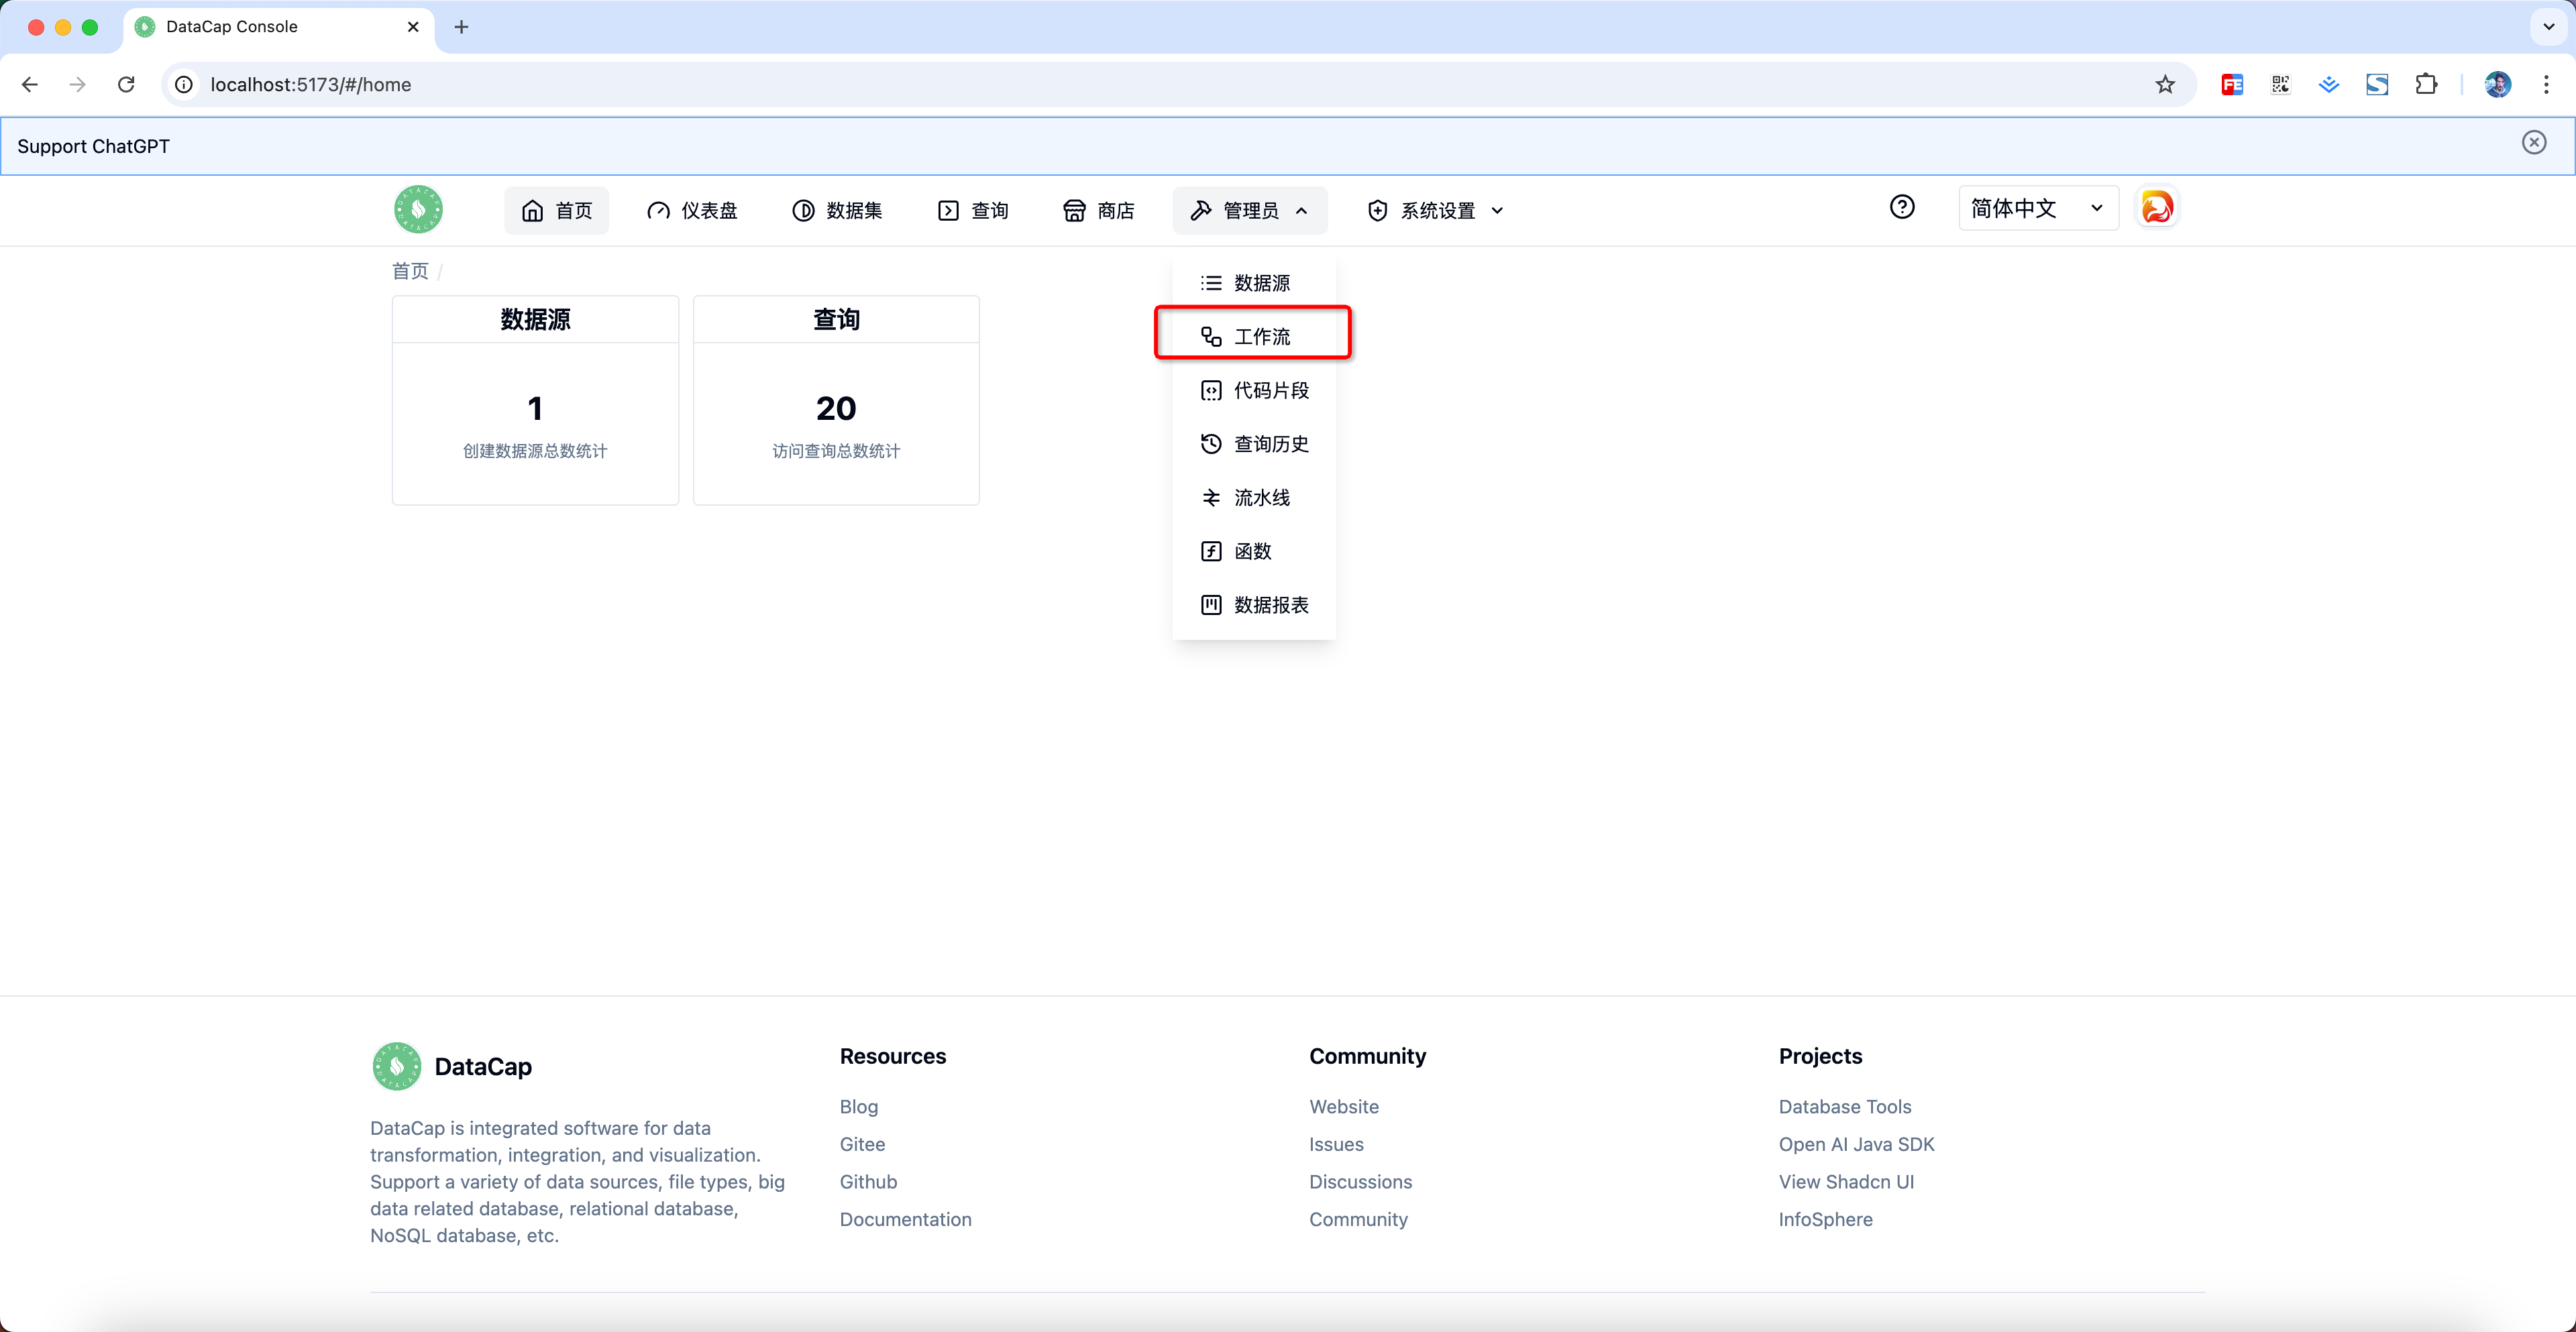 DataCap Console
localhost:5173/#/home
Support ChatGPT
首页 仪表盘 数据集 查询 商店 管理员 系统设置 简体中文
首页 /
数据源
1
创建数据源总数统计
查询
20
访问查询总数统计
数据源
工作流
代码片段
查询历史
流水线
函数
数据报表
DataCap
DataCap is integrated software for data
transformation, integration, and visualization.
Support a variety of data sources, file types, big
data related database, relational database,
NoSQL database, etc.
Resources
Blog
Gitee
Github
Documentation
Community
Website
Issues
Discussions
Community
Projects
Database Tools
Open AI Java SDK
View Shadcn UI
InfoSphere